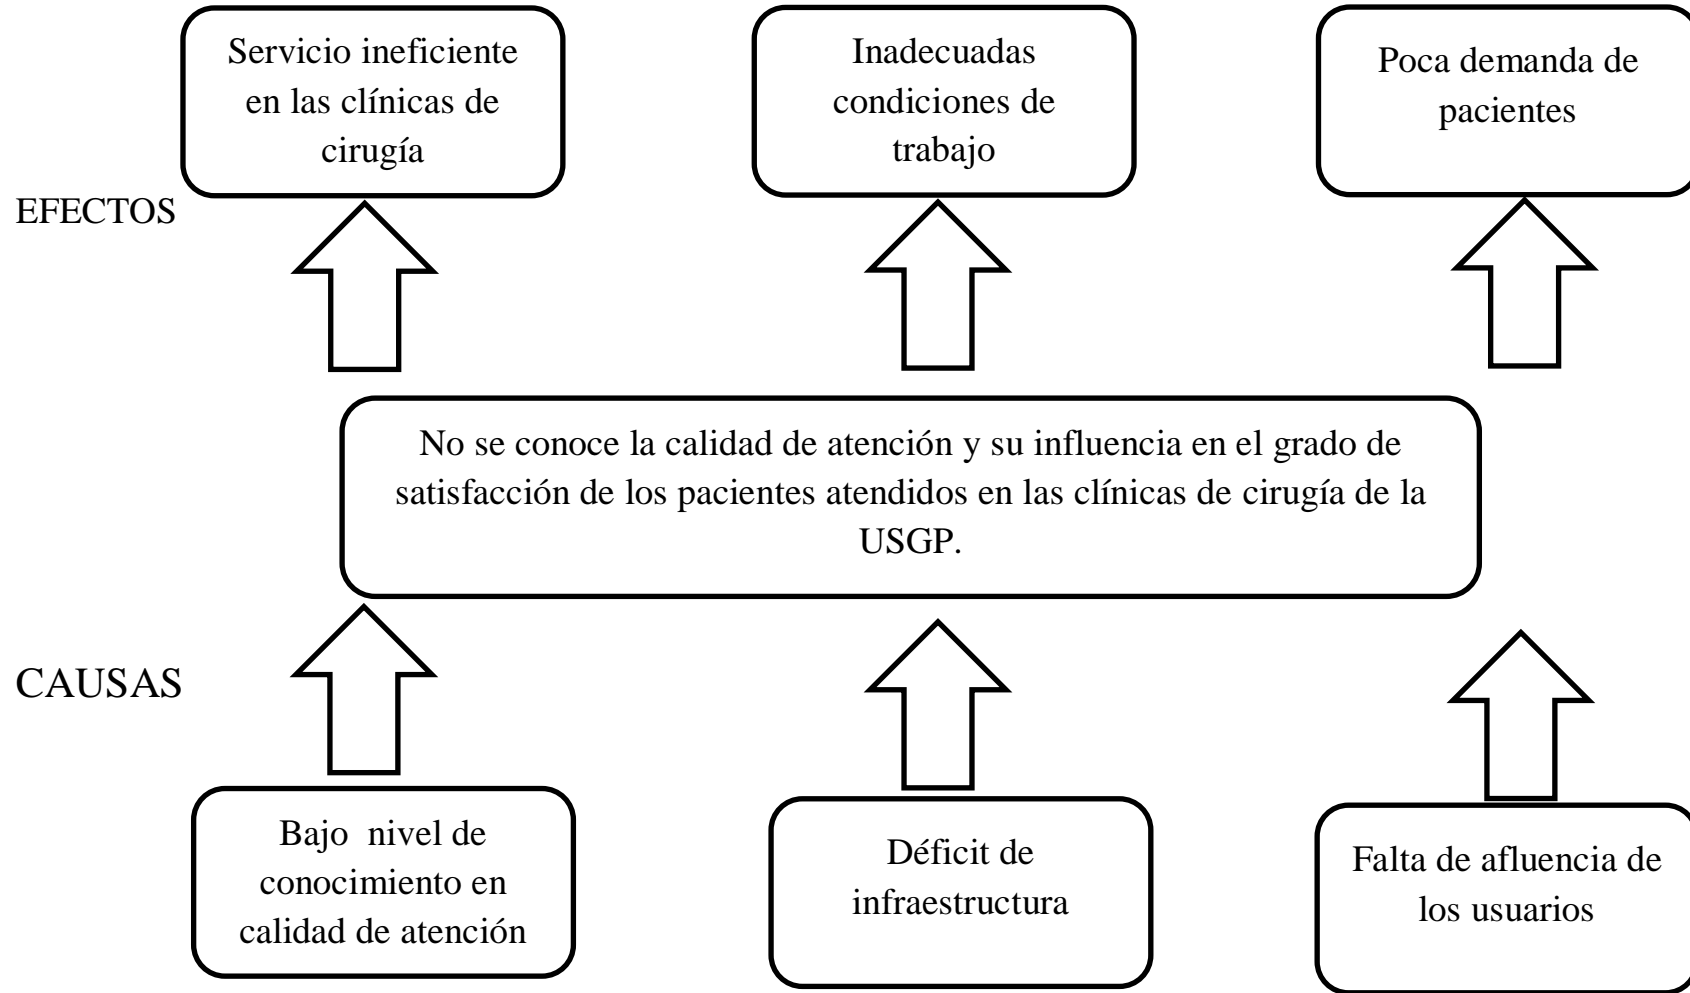 Servicio ineficiente
en las clínicas de
cirugía
Inadecuadas
condiciones de
trabajo
Poca demanda de
pacientes
EFECTOS
No se conoce la calidad de atención y su influencia en el grado de
satisfacción de los pacientes atendidos en las clínicas de cirugía de la
USGP.
CAUSAS
Bajo  nivel de
conocimiento en
calidad de atención
Déficit de
infraestructura
Falta de afluencia de
los usuarios